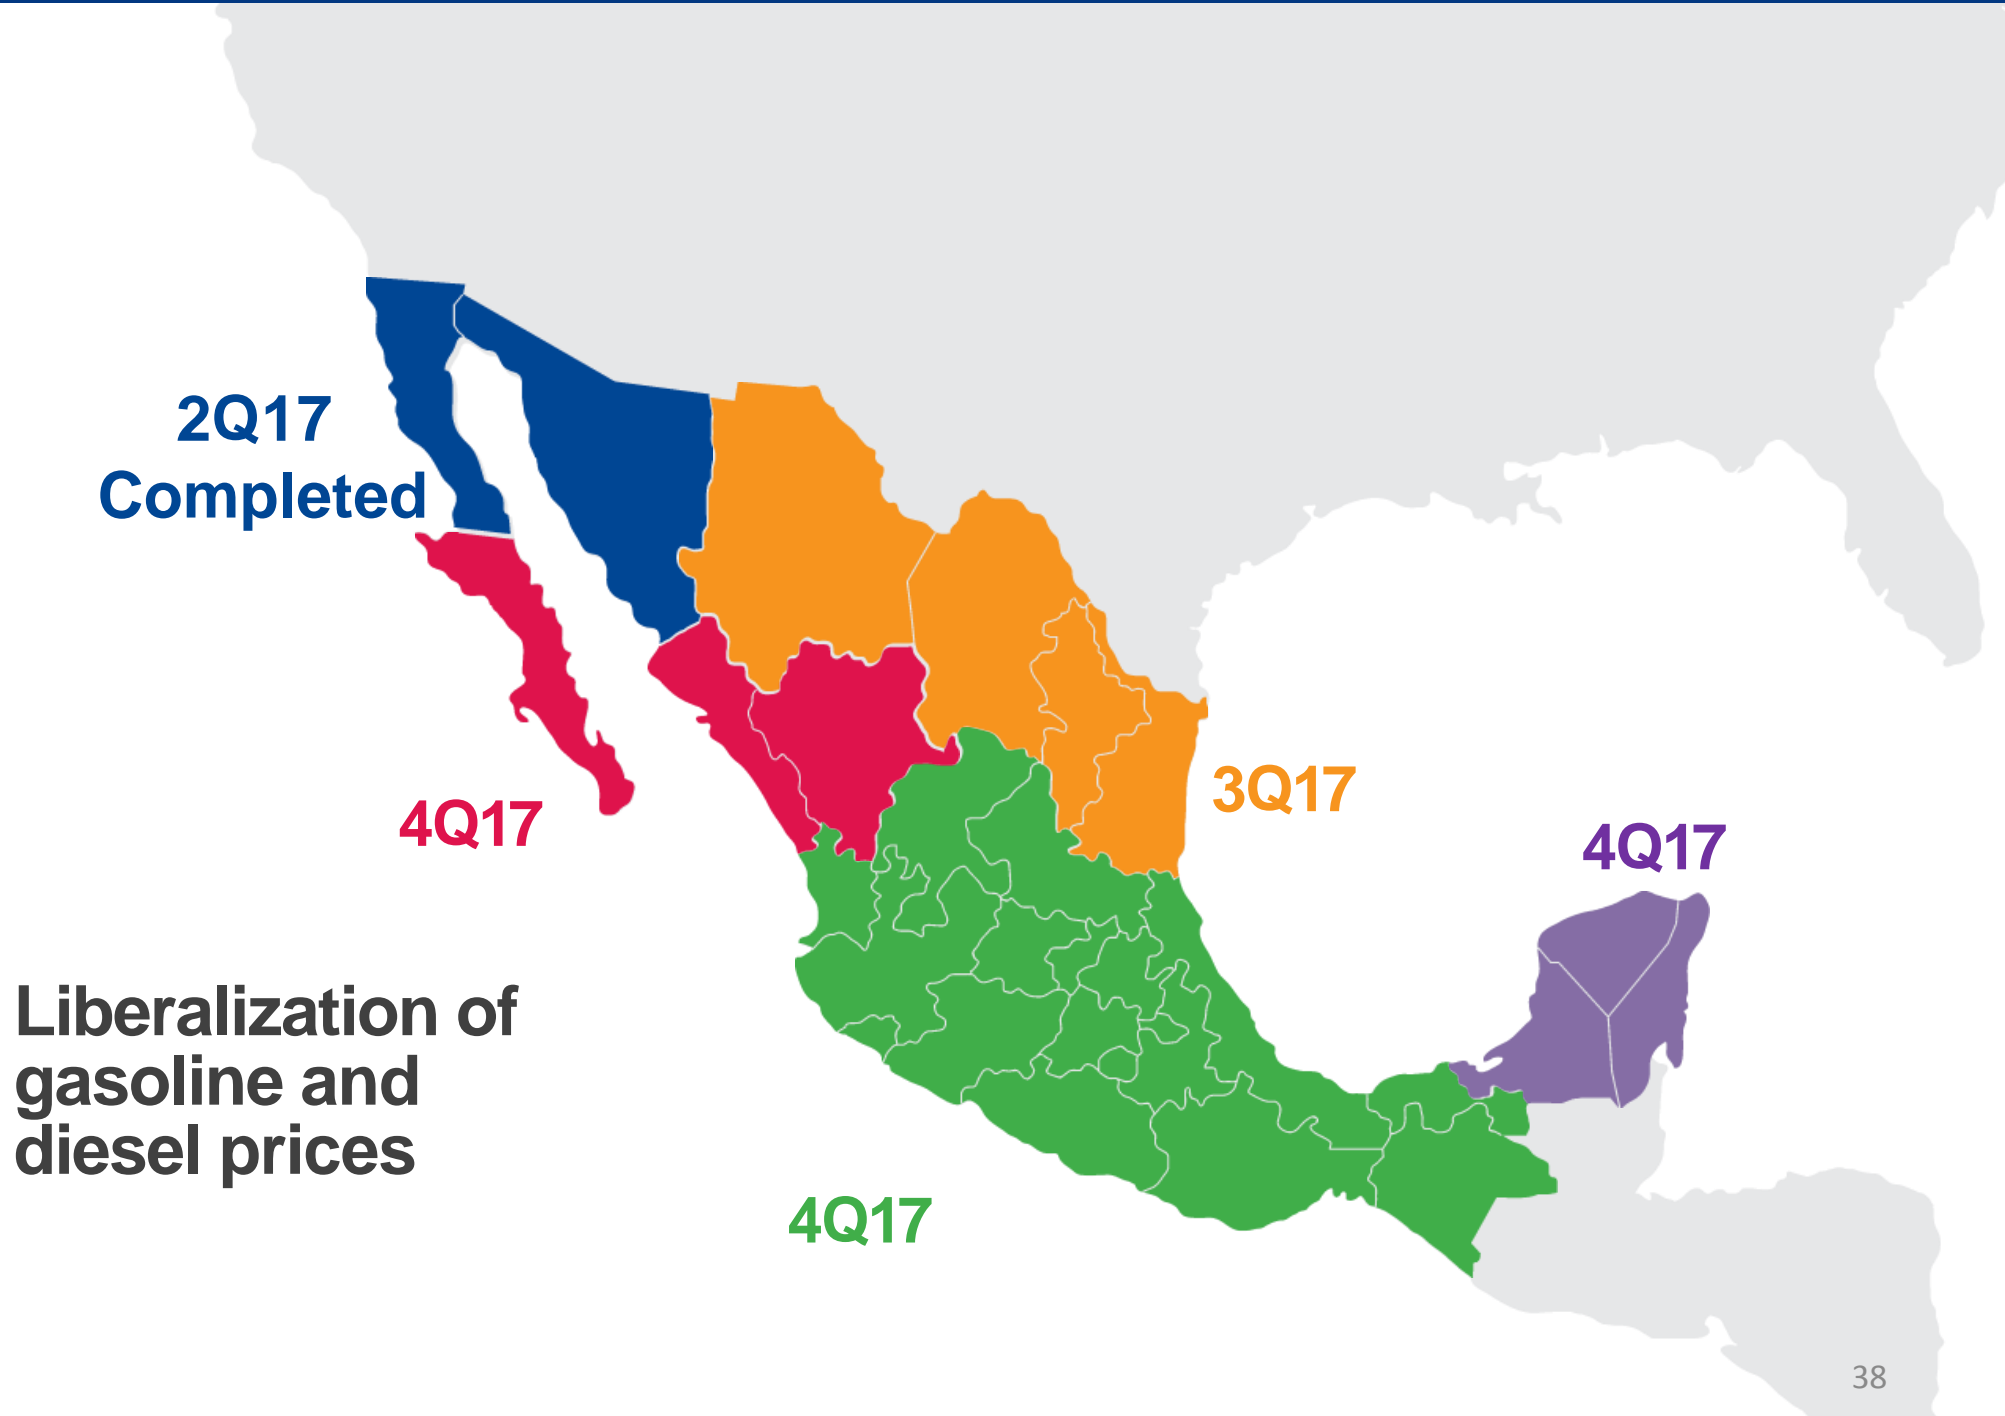 2Q17
Completed
4Q17
3Q17
4Q17
Liberalization of
gasoline and
diesel prices
4Q17
38